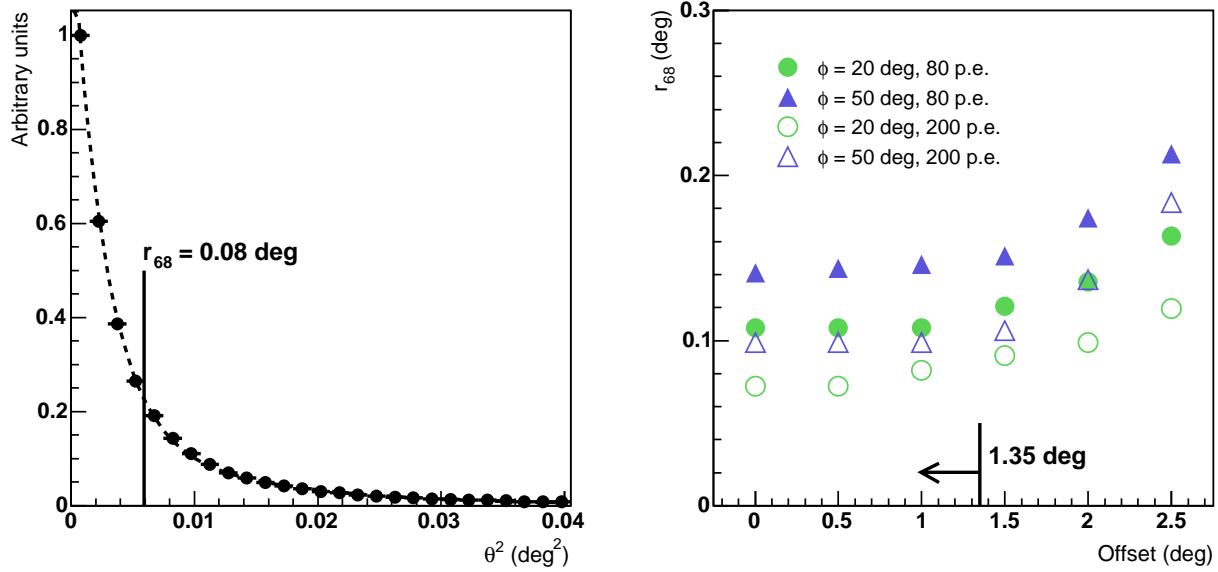 Arbitrary units
1
0.8
0.6
0.4
0.2
0
r68 = 0.08 deg
0 0.01 0.02 0.03 0.04
θ² (deg²)
r68 (deg)
0.3
0.2
0.1
0
ϕ = 20 deg, 80 p.e.
ϕ = 50 deg, 80 p.e.
ϕ = 20 deg, 200 p.e.
ϕ = 50 deg, 200 p.e.
1.35 deg
0 0.5 1 1.5 2 2.5
Offset (deg)